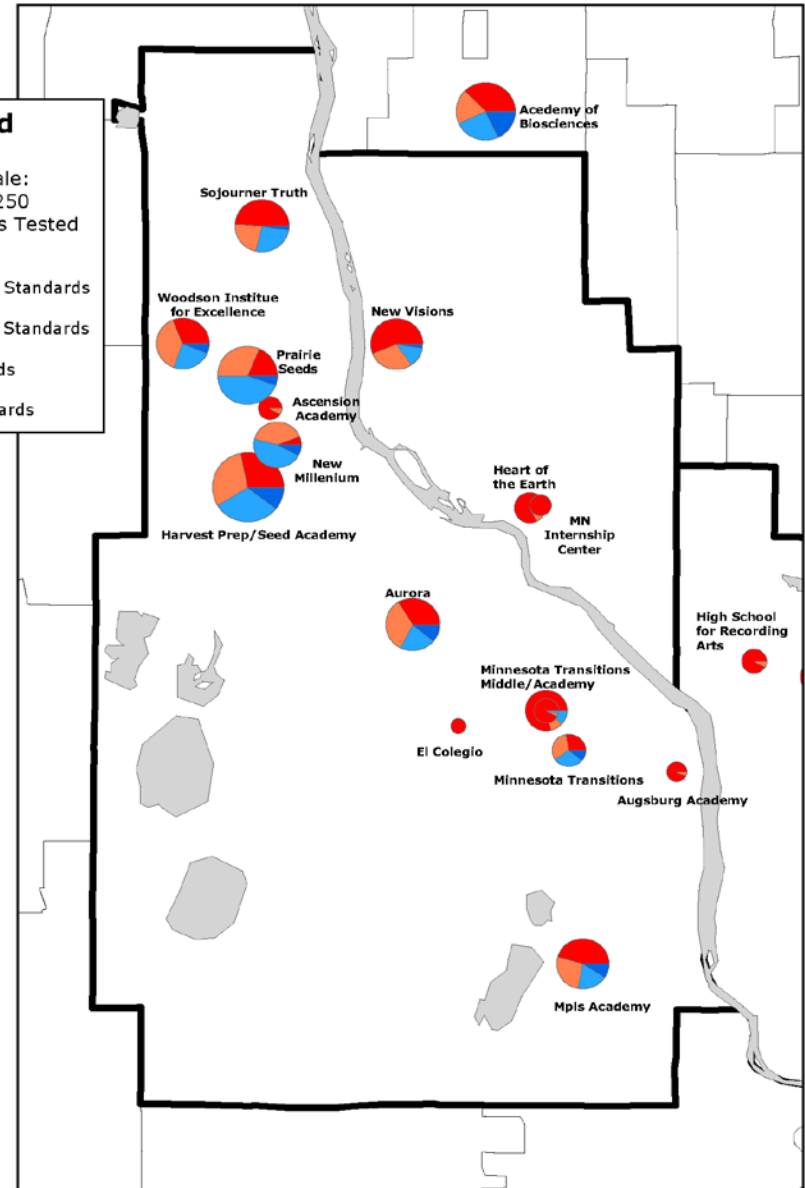 d
ale:
250
s Tested
Standards
Standards
ds
ards
Acedemy of
Biosciences
Sojourner Truth
Woodson Institue
for Excellence
New Visions
Prairie
Seeds
Ascension
Academy
New
Millenium
Harvest Prep/Seed Academy
Heart of
the Earth
MN
Internship
Center
Aurora
High School
for Recording
Arts
Minnesota Transitions
Middle/Academy
El Colegio
Minnesota Transitions
Augsburg Academy
Mpls Academy